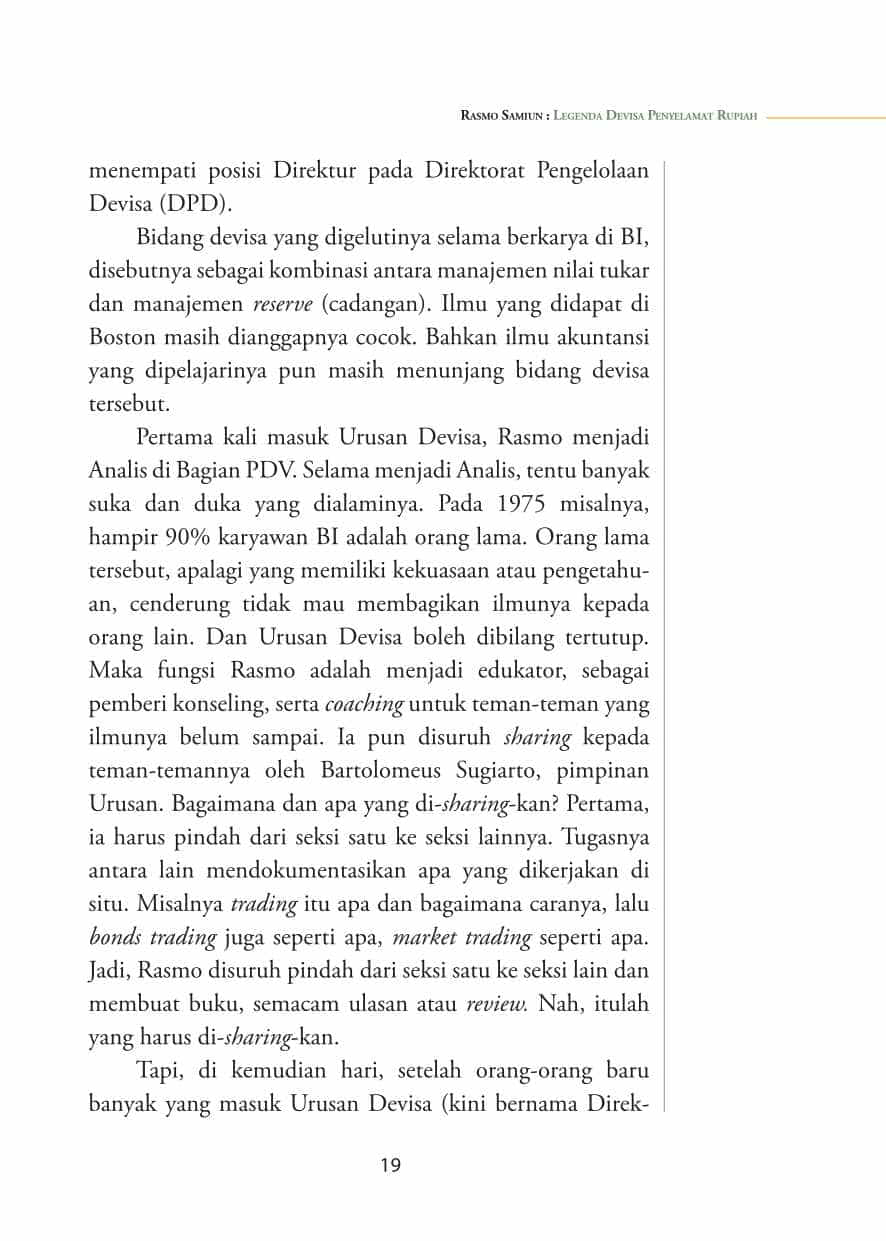 Rasmo Samiun : Legenda Devisa Penyelamat Rupiah
menempati posisi Direktur pada Direktorat Pengelolaan
Devisa (DPD).
Bidang devisa yang digelutinya selama berkarya di BI,
disebutnya sebagai kombinasi antara manajemen nilai tukar
dan manajemen reserve (cadangan). Ilmu yang didapat di
Boston masih dianggapnya cocok. Bahkan ilmu akuntansi
yang dipelajarinya pun masih menunjang bidang devisa
tersebut.
Pertama kali masuk Urusan Devisa, Rasmo menjadi
Analis di Bagian PDV. Selama menjadi Analis, tentu banyak
suka dan duka yang dialaminya. Pada 1975 misalnya,
hampir 90% karyawan BI adalah orang lama. Orang lama
tersebut, apalagi yang memiliki kekuasaan atau pengetahu-
an, cenderung tidak mau membagikan ilmunya kepada
orang lain. Dan Urusan Devisa boleh dibilang tertutup.
Maka fungsi Rasmo adalah menjadi edukator, sebagai
pemberi konseling, serta coaching untuk teman-teman yang
ilmunya belum sampai. Ia pun disuruh sharing kepada
teman-temannya oleh Bartolomeus Sugiarto, pimpinan
Urusan. Bagaimana dan apa yang di-sharing-kan? Pertama,
ia harus pindah dari seksi satu ke seksi lainnya. Tugasnya
antara lain mendokumentasikan apa yang dikerjakan di
situ. Misalnya trading itu apa dan bagaimana caranya, lalu
bonds trading juga seperti apa, market trading seperti apa.
Jadi, Rasmo disuruh pindah dari seksi satu ke seksi lain dan
membuat buku, semacam ulasan atau review. Nah, itulah
yang harus di-sharing-kan.
Tapi, di kemudian hari, setelah orang-orang baru
banyak yang masuk Urusan Devisa (kini bernama Direk-
19